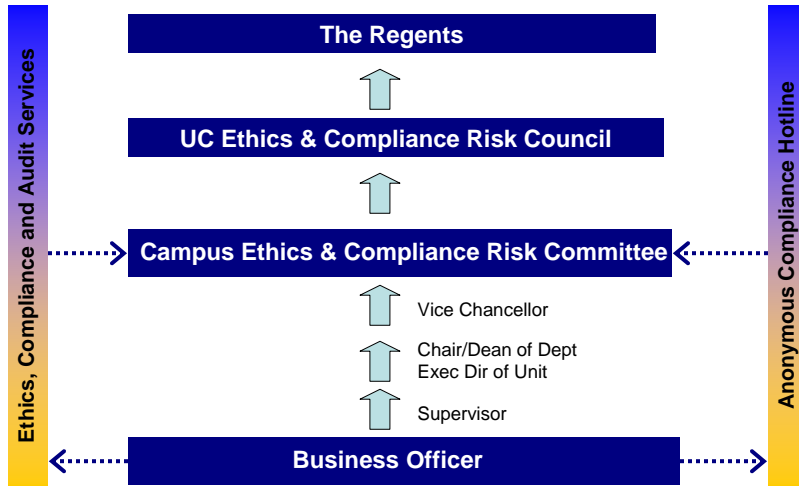 The Regents
UC Ethics & Compliance Risk Council
Campus Ethics & Compliance Risk Committee
Vice Chancellor
Chair/Dean of Dept
Exec Dir of Unit
Supervisor
Business Officer
Ethics, Compliance and Audit Services
Anonymous Compliance Hotline